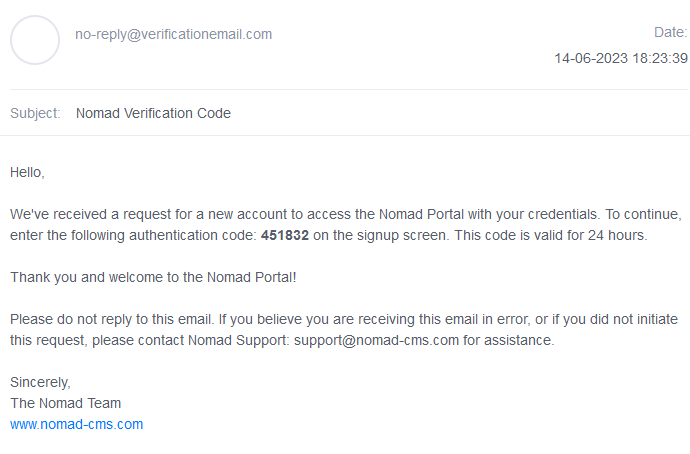 no-reply@verificationemail.com
Date:
14-06-2023 18:23:39
Subject: Nomad Verification Code
Hello,
We've received a request for a new account to access the Nomad Portal with your credentials. To continue,
enter the following authentication code: 451832 on the signup screen. This code is valid for 24 hours.
Thank you and welcome to the Nomad Portal!
Please do not reply to this email. If you believe you are receiving this email in error, or if you did not initiate
this request, please contact Nomad Support: support@nomad-cms.com for assistance.
Sincerely,
The Nomad Team
www.nomad-cms.com